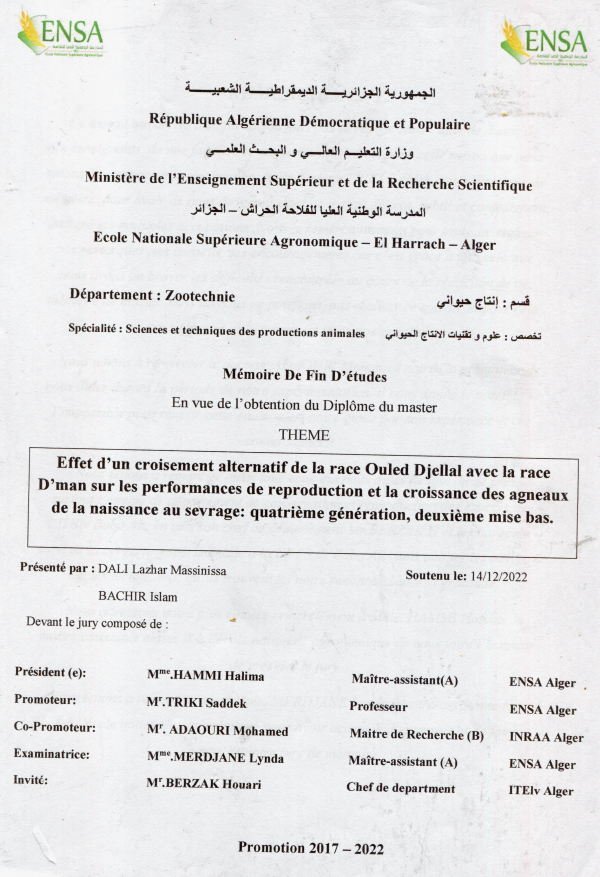 ENSA
ENSA
الجمهورية الجزائرية الديمقراطية الشعبية
République Algérienne Démocratique et Populaire
وزارة التعليم العالي و البحث العلمي
Ministère de l'Enseignement Supérieur et de la Recherche Scientifique
المدرسة الوطنية العليا للفلاحة الحراش – الجزائر
Ecole Nationale Supérieure Agronomique – El Harrach – Alger
Département : Zootechnie قسم : إنتاج حيواني
Spécialité : Sciences et techniques des productions animales تخصص : علوم و تقنيات الانتاج الحيواني
Mémoire De Fin D'études
En vue de l'obtention du Diplôme du master
THEME
Effet d'un croisement alternatif de la race Ouled Djellal avec la race
D'man sur les performances de reproduction et la croissance des agneaux
de la naissance au sevrage: quatrième génération, deuxième mise bas.
Présenté par : DALI Lazhar Massinissa Soutenu le: 14/12/2022
BACHIR Islam
Devant le jury composé de :
Président (e): Mme.HAMMI Halima Maître-assistant(A) ENSA Alger
Promoteur: Mr.TRIKI Saddek Professeur ENSA Alger
Co-Promoteur: Mr. ADAOURI Mohamed Maitre de Recherche (B) INRAA Alger
Examinatrice: Mme.MERDJANE Lynda Maître-assistant (A) ENSA Alger
Invité: Mr.BERZAK Houari Chef de department ITElv Alger
Promotion 2017 – 2022